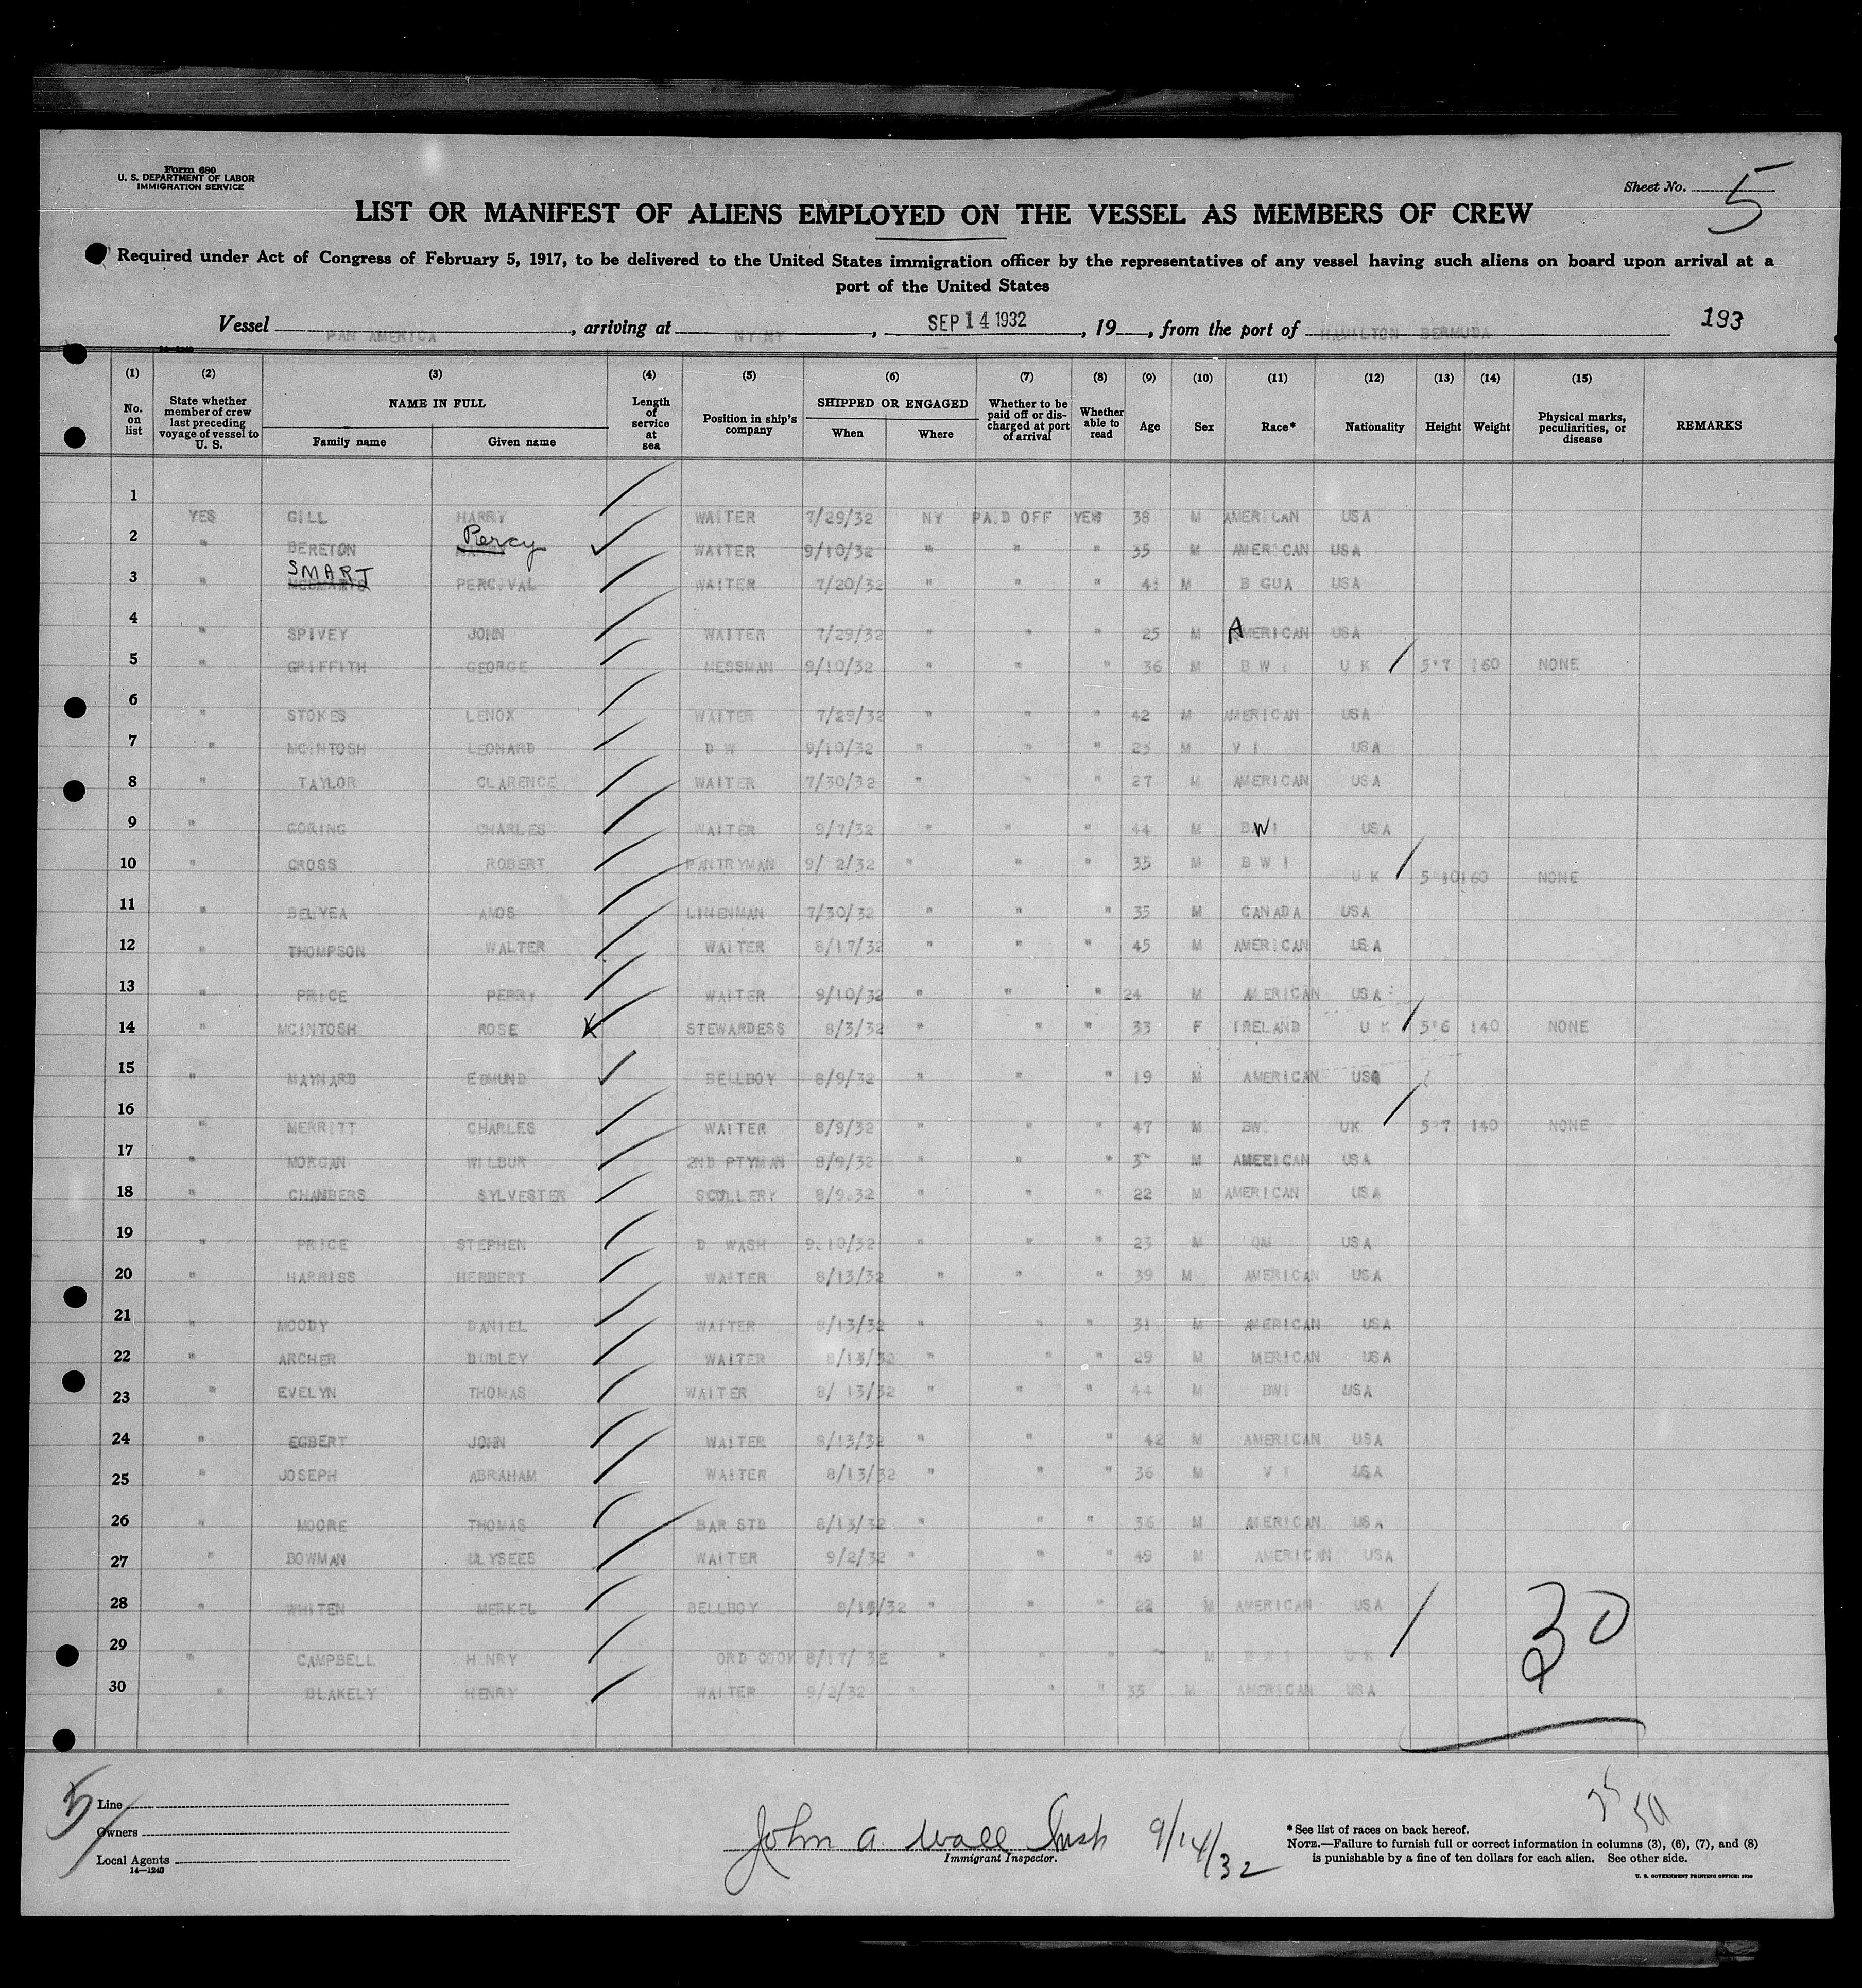 Form 680
U. S. DEPARTMENT OF LABOR
IMMIGRATION SERVICE
Sheet No. 5
LIST OR MANIFEST OF ALIENS EMPLOYED ON THE VESSEL AS MEMBERS OF CREW
Required under Act of Congress of February 5, 1917, to be delivered to the United States immigration officer by the representatives of any vessel having such aliens on board upon arrival at a
port of the United States
Vessel PAN AMERICA, arriving at NY NY, SEP 14 1932, 19, from the port of HAMILTON BERMUDA 193
14-1240
(1) (2) (3) (4) (5) (6) (7) (8) (9) (10) (11) (12) (13) (14) (15)
No. on list
State whether member of crew last preceding voyage of vessel to U. S.
NAME IN FULL
Family name Given name
Length of service at sea
Position in ship's company
SHIPPED OR ENGAGED
When Where
Whether to be paid off or discharged at port of arrival
Whether able to read
Age Sex Race* Nationality Height Weight
Physical marks, peculiarities, or disease
REMARKS
1 YES GILL HARRY WAITER 7/29/32 NY PAID OFF YES 38 M AMERICAN USA
2 " BERETON Percy WAITER 9/10/32 " " " 35 M AMERICAN USA
3 " SMART PERCIVAL WAITER 7/20/32 " " " 41 M B GUA USA
4 " SPIVEY JOHN WAITER 7/29/32 " " " 25 M AMERICAN USA
5 " GRIFFITH GEORGE MESSMAN 9/10/32 " " " 36 M B W I U K 5'7 160 NONE
6 " STOKES LENOX WAITER 7/29/32 " " " 42 M AMERICAN USA
7 " MCINTOSH LEONARD D W 9/10/32 " " " 23 M V I USA
8 " TAYLOR CLARENCE WAITER 7/30/32 " " " 27 M AMERICAN USA
9 " GORING CHARLES WAITER 9/7/32 " " " 44 M BWI USA
10 " CROSS ROBERT PANTRYMAN 9/ 2/32 " " " 35 M B W I U K 5 10 160 NONE
11 " BELYEA AMOS LINENMAN 7/30/32 " " " 35 M CANADA USA
12 " THOMPSON WALTER WAITER 8/17/32 " " " 45 M AMERICAN USA
13 " PRICE PERRY WAITER 9/10/32 " " " 24 M AMERICAN USA
14 " MCINTOSH ROSE STEWARDESS 8/3/32 " " " 33 F IRELAND U K 5'6 140 NONE
15 " MAYNARD EDMUND BELLBOY 8/9/32 " " " 19 M AMERICAN USA
16 " MERRITT CHARLES WAITER 8/9/32 " " " 47 M BWI UK 5'7 140 NONE
17 " MORGAN WILBUR 2ND PTYMAN 8/9/32 " " " M AMERICAN USA
18 " CHAMBERS SYLVESTER SCULLERY 8/9.32 " " " 22 M AMERICAN USA
19 " PRICE STEPHEN D WASH 9.10/32 " " " 23 M USA
20 " HARRISS HERBERT WAITER 8/13/32 " " " 39 M AMERICAN USA
21 " MOODY DANIEL WAITER 8/13/32 " " " 31 M AMERICAN USA
22 " ARCHER DUDLEY WAITER 8/13/32 " " " 29 M MERICAN USA
23 " EVELYN THOMAS WAITER 8/ 13/32 " " " 44 M BWI USA
24 " EGBERT JOHN WAITER 8/13/32 " " " 42 M AMERICAN USA
25 " JOSEPH ABRAHAM WAITER 8/13/32 " " " 36 M V I USA
26 " MOORE THOMAS BAR STD 8/13/32 " " " 36 M AMERICAN USA
27 " BOWMAN ULYSEES WAITER 9/2/32 " " " 49 M AMERICAN USA
28 " WHITEN MERKEL BELLBOY 8/15/32 " " " 22 M AMERICAN USA
29 " CAMPBELL HENRY ORD COOK 8/17/ " " " M B W I U K
30 " BLAKELY HENRY WAITER 9/2/32 " " " 33 M AMERICAN USA
30
5
Line
Owners
Local Agents
14-1240
John A. Wall Insp 9/14/32
Immigrant Inspector.
*See list of races on back hereof.
NOTE.—Failure to furnish full or correct information in columns (3), (6), (7), and (8)
is punishable by a fine of ten dollars for each alien. See other side.
U. S. GOVERNMENT PRINTING OFFICE: 1930